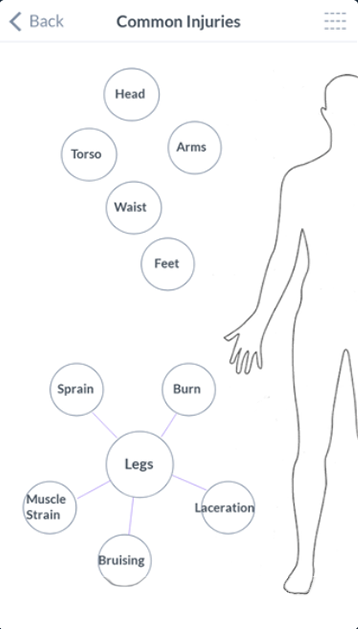 Back
Common Injuries
Head
Torso
Arms
Waist
Feet
Sprain
Burn
Legs
Muscle
Strain
Laceration
Bruising